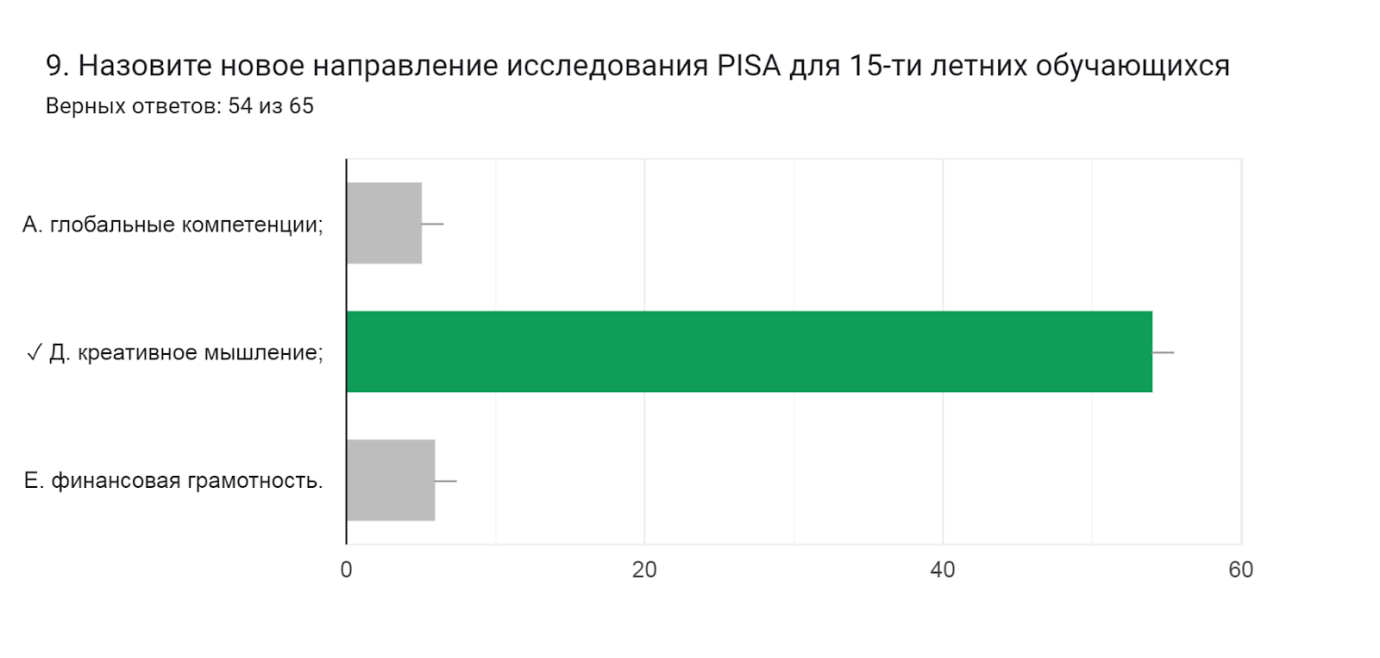 9. Назовите новое направление исследования PISA для 15-ти летних обучающихся
Верных ответов: 54 из 65
А. глобальные компетенции;
✓ Д. креативное мышление;
Е. финансовая грамотность.
0 20 40 60